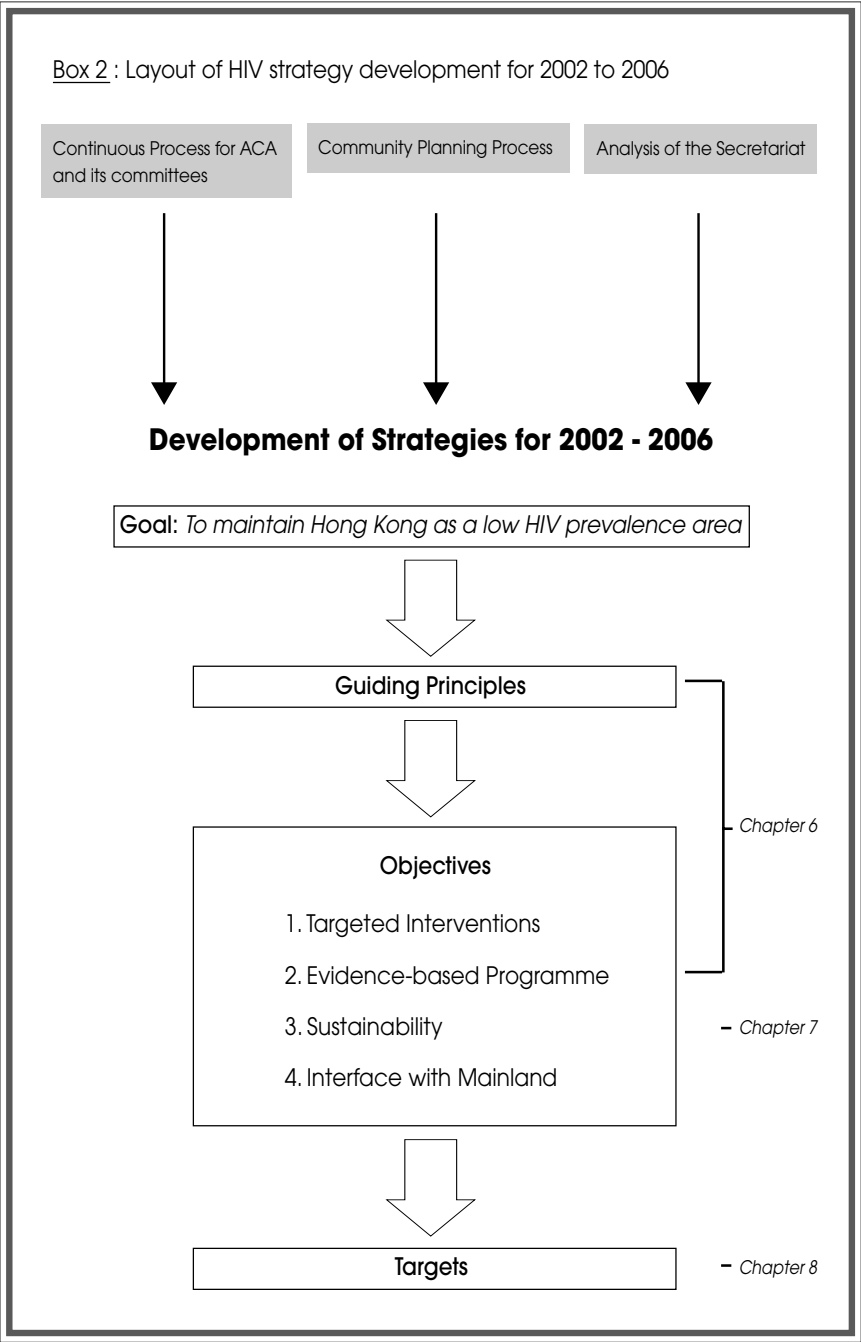 Box 2 : Layout of HIV strategy development for 2002 to 2006
Continuous Process for ACA
and its committees
Community Planning Process
Analysis of the Secretariat
Development of Strategies for 2002 - 2006
Goal: To maintain Hong Kong as a low HIV prevalence area
Guiding Principles
Chapter 6
Objectives
1. Targeted Interventions
2. Evidence-based Programme
3. Sustainability
4. Interface with Mainland
– Chapter 7
Targets
– Chapter 8